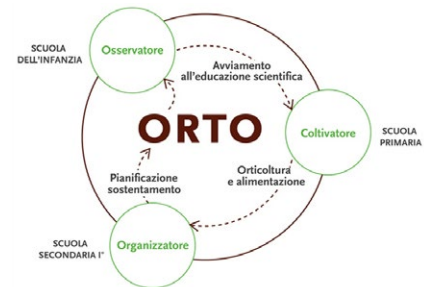 SCUOLA
DELL'INFANZIA
Osservatore
Avviamento
all'educazione scientifica
ORTO
Coltivatore
SCUOLA
PRIMARIA
Orticoltura
e alimentazione
Pianificazione
sostentamento
SCUOLA
SECONDARIA I°
Organizzatore